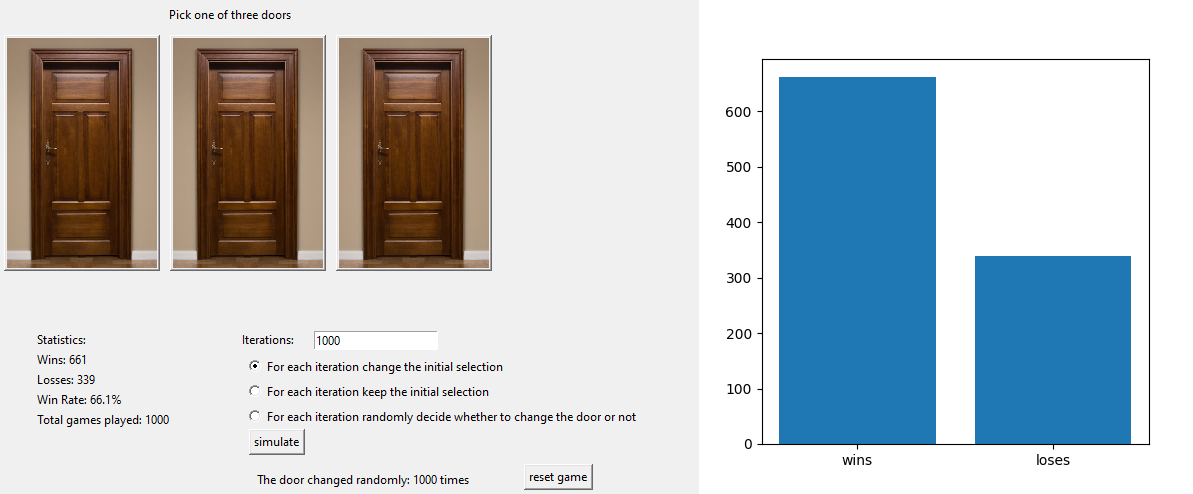 Pick one of three doors
Statistics:
Wins: 661
Losses: 339
Win Rate: 66.1%
Total games played: 1000
Iterations: 1000
For each iteration change the initial selection
For each iteration keep the initial selection
For each iteration randomly decide whether to change the door or not
simulate
The door changed randomly: 1000 times
reset game
600
500
400
300
200
100
0
wins loses